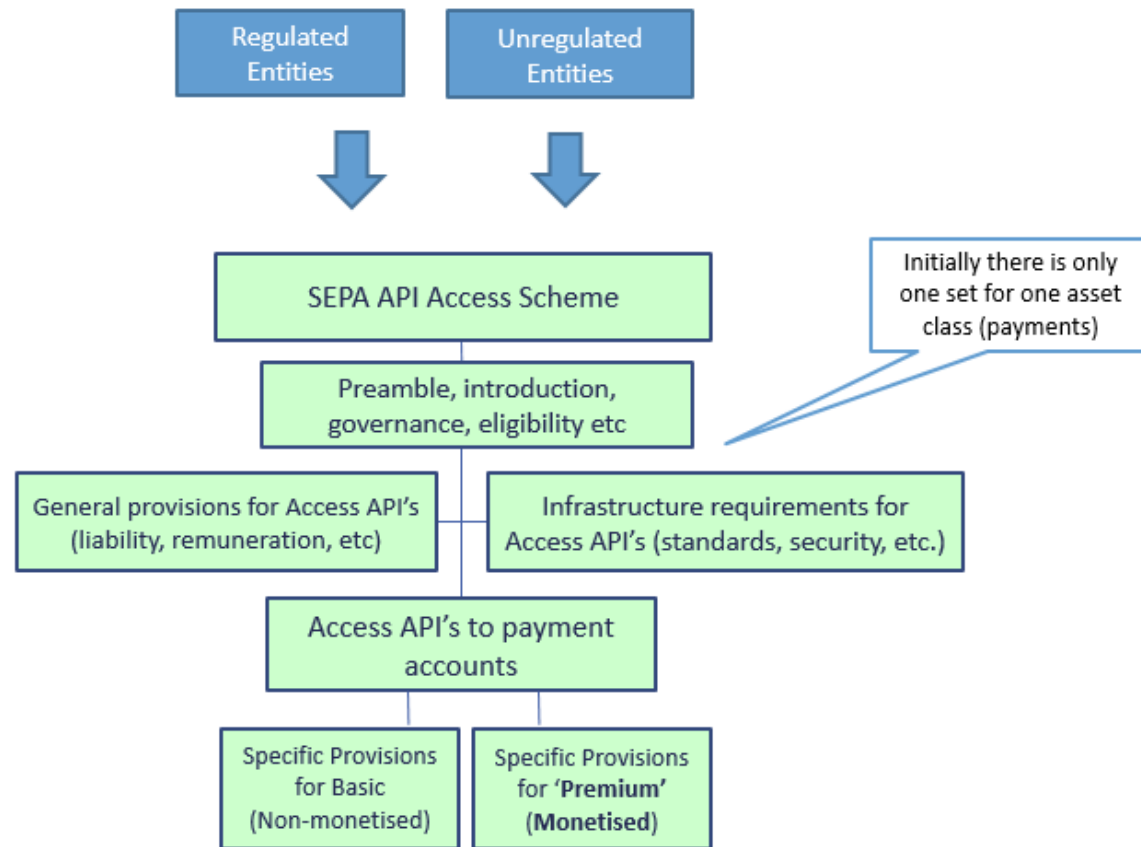 Regulated
Entities
Unregulated
Entities
SEPA API Access Scheme
Initially there is only
one set for one asset
class (payments)
Preamble, introduction,
governance, eligibility etc
General provisions for Access API's
(liability, remuneration, etc)
Infrastructure requirements for
Access API's (standards, security, etc.)
Access API's to payment
accounts
Specific Provisions
for Basic
(Non-monetised)
Specific Provisions
for ‘Premium’
(Monetised)